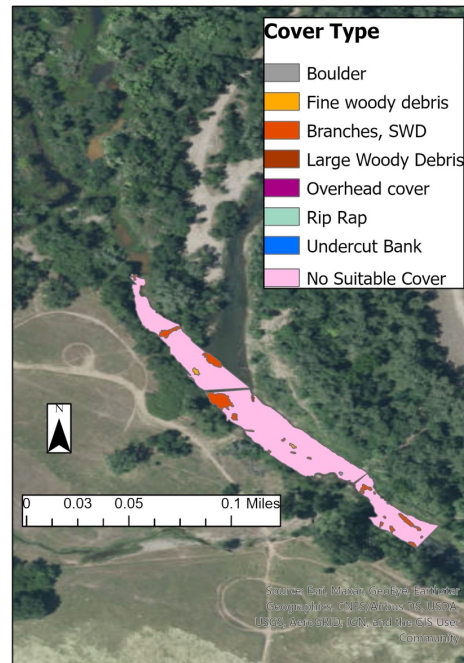 Cover Type
Boulder
Fine woody debris
Branches, SWD
Large Woody Debris
Overhead cover
Rip Rap
Undercut Bank
No Suitable Cover
N
0 0.03 0.05 0.1 Miles
Source: Esri, Maxar, GeoEye, Earthstar
Geographics, CNES/Airbus DS, USDA,
USGS, AeroGRID, IGN, and the GIS User
Community